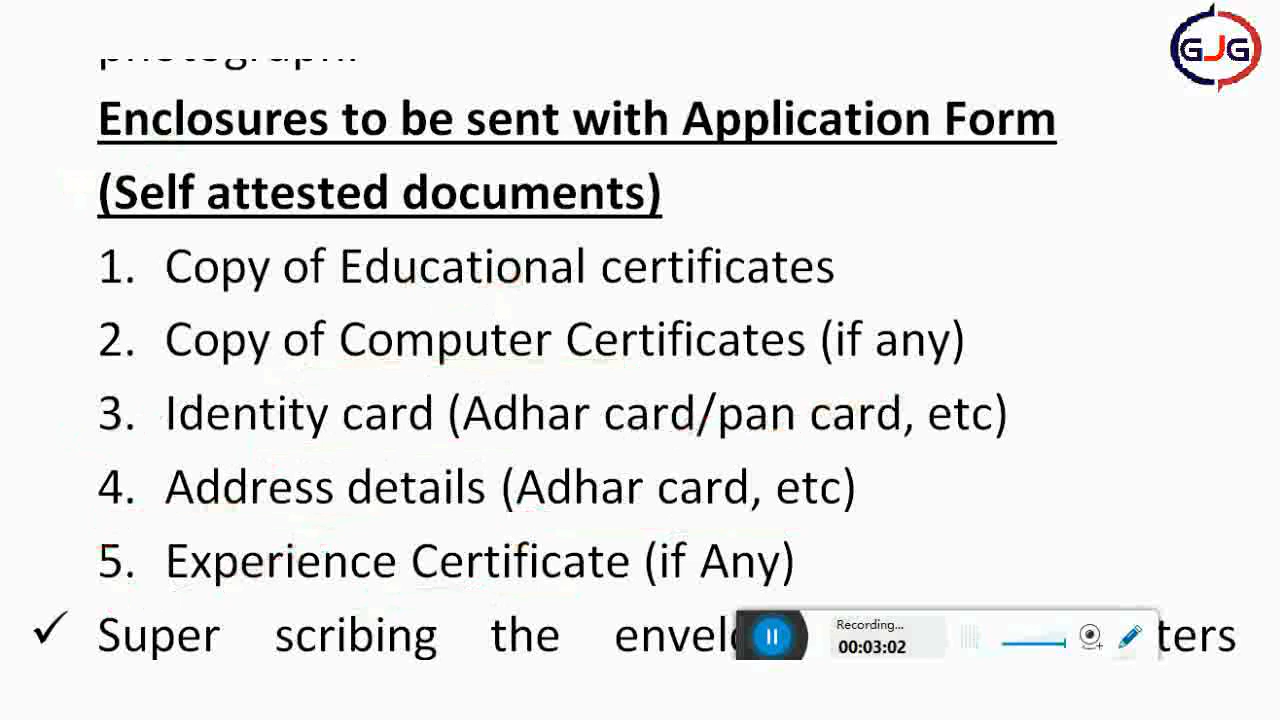 GJG
photograph.
Enclosures to be sent with Application Form
(Self attested documents)
1. Copy of Educational certificates
2. Copy of Computer Certificates (if any)
3. Identity card (Adhar card/pan card, etc)
4. Address details (Adhar card, etc)
5. Experience Certificate (if Any)
✓ Super scribing the
Recording...
00:03:02